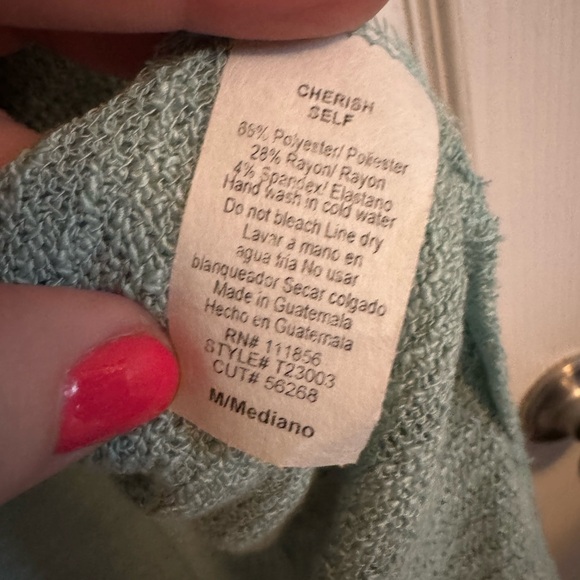 CHERISH
SELF
68% Polyester/ Poliester
28% Rayon/ Rayon
4% Spandex/ Elastano
Hand wash in cold water
Do not bleach Line dry
Lavar a mano en
agua fria No usar
blanqueador Secar colgado
Made in Guatemala
Hecho en Guatemala
RN# 111856
STYLE# T23003
CUT# 56268
M/Mediano